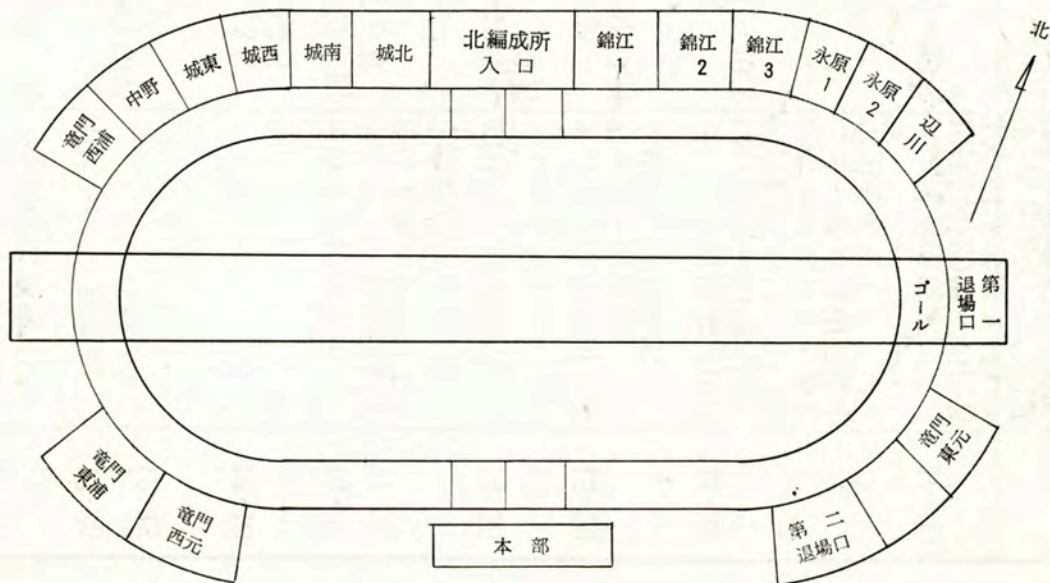 北
竜門
西浦
中野
城東
城西
城南
城北
北編成所
入口
錦江
1
錦江
2
錦江
3
永原
1
永原
2
辺川
第一
退場口
ゴール
竜門
東浦
竜門
西元
本部
第二
退場口
竜門
東元